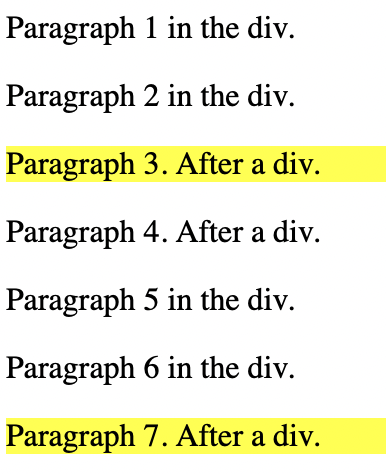 Paragraph 1 in the div.
Paragraph 2 in the div.
Paragraph 3. After a div.
Paragraph 4. After a div.
Paragraph 5 in the div.
Paragraph 6 in the div.
Paragraph 7. After a div.